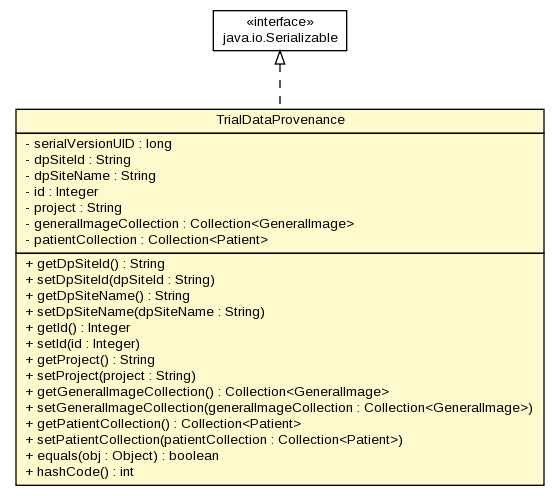 «interface»
java.io.Serializable
TrialDataProvenance
- serialVersionUID : long
- dpSiteId : String
- dpSiteName : String
- id : Integer
- project : String
- generalImageCollection : Collection<GeneralImage>
- patientCollection : Collection<Patient>
+ getDpSiteId() : String
+ setDpSiteId(dpSiteId : String)
+ getDpSiteName() : String
+ setDpSiteName(dpSiteName : String)
+ getId() : Integer
+ setId(id : Integer)
+ getProject() : String
+ setProject(project : String)
+ getGeneralImageCollection() : Collection<GeneralImage>
+ setGeneralImageCollection(generalImageCollection : Collection<GeneralImage>)
+ getPatientCollection() : Collection<Patient>
+ setPatientCollection(patientCollection : Collection<Patient>)
+ equals(obj : Object) : boolean
+ hashCode() : int